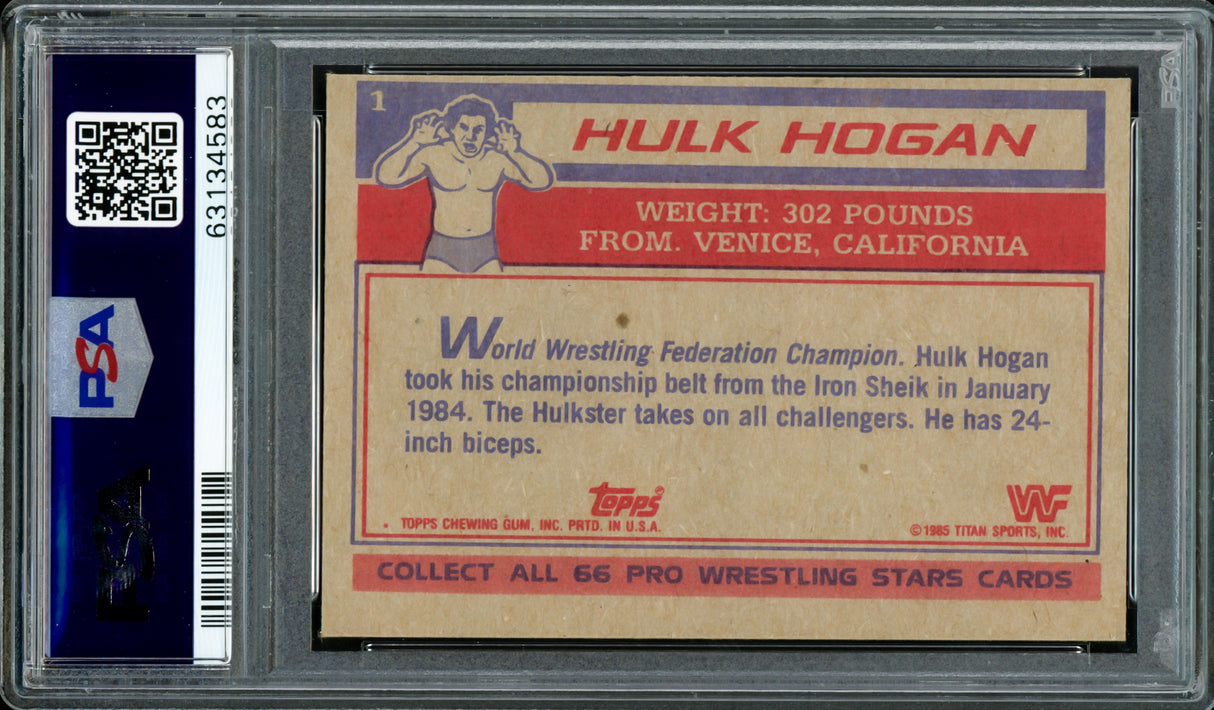 63134583
PSA
PSA
PSA
1
HULK HOGAN
WEIGHT: 302 POUNDS
FROM. VENICE, CALIFORNIA
World Wrestling Federation Champion. Hulk Hogan
took his championship belt from the Iron Sheik in January
1984. The Hulkster takes on all challengers. He has 24-
inch biceps.
topps®
WF
TOPPS CHEWING GUM, INC. PRTD. IN U.S.A.
©1985 TITAN SPORTS, INC.
COLLECT ALL 66 PRO WRESTLING STARS CARDS